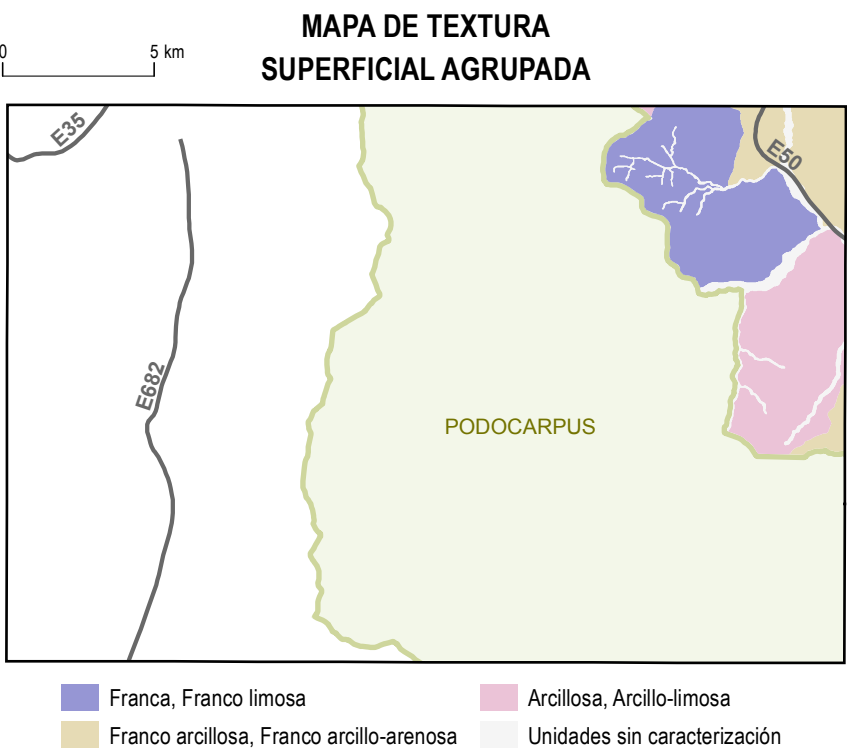 MAPA DE TEXTURA
SUPERFICIAL AGRUPADA
0 5 km
E35
E50
E682
PODOCARPUS
Franca, Franco limosa
Arcillosa, Arcillo-limosa
Franco arcillosa, Franco arcillo-arenosa
Unidades sin caracterización